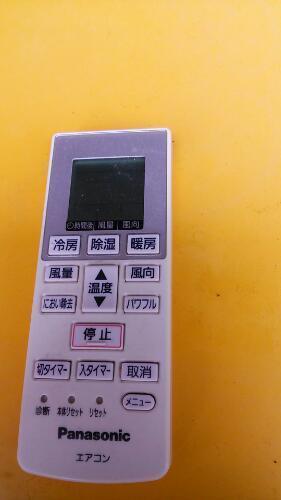 時間後 風量 風向
冷房 除湿 暖房
風量 ▲ 温度 ▼ 風向
におい除去 パワフル
停止
切タイマー 入タイマー 取消
診断 本体リセット リセット メニュー
Panasonic
エアコン